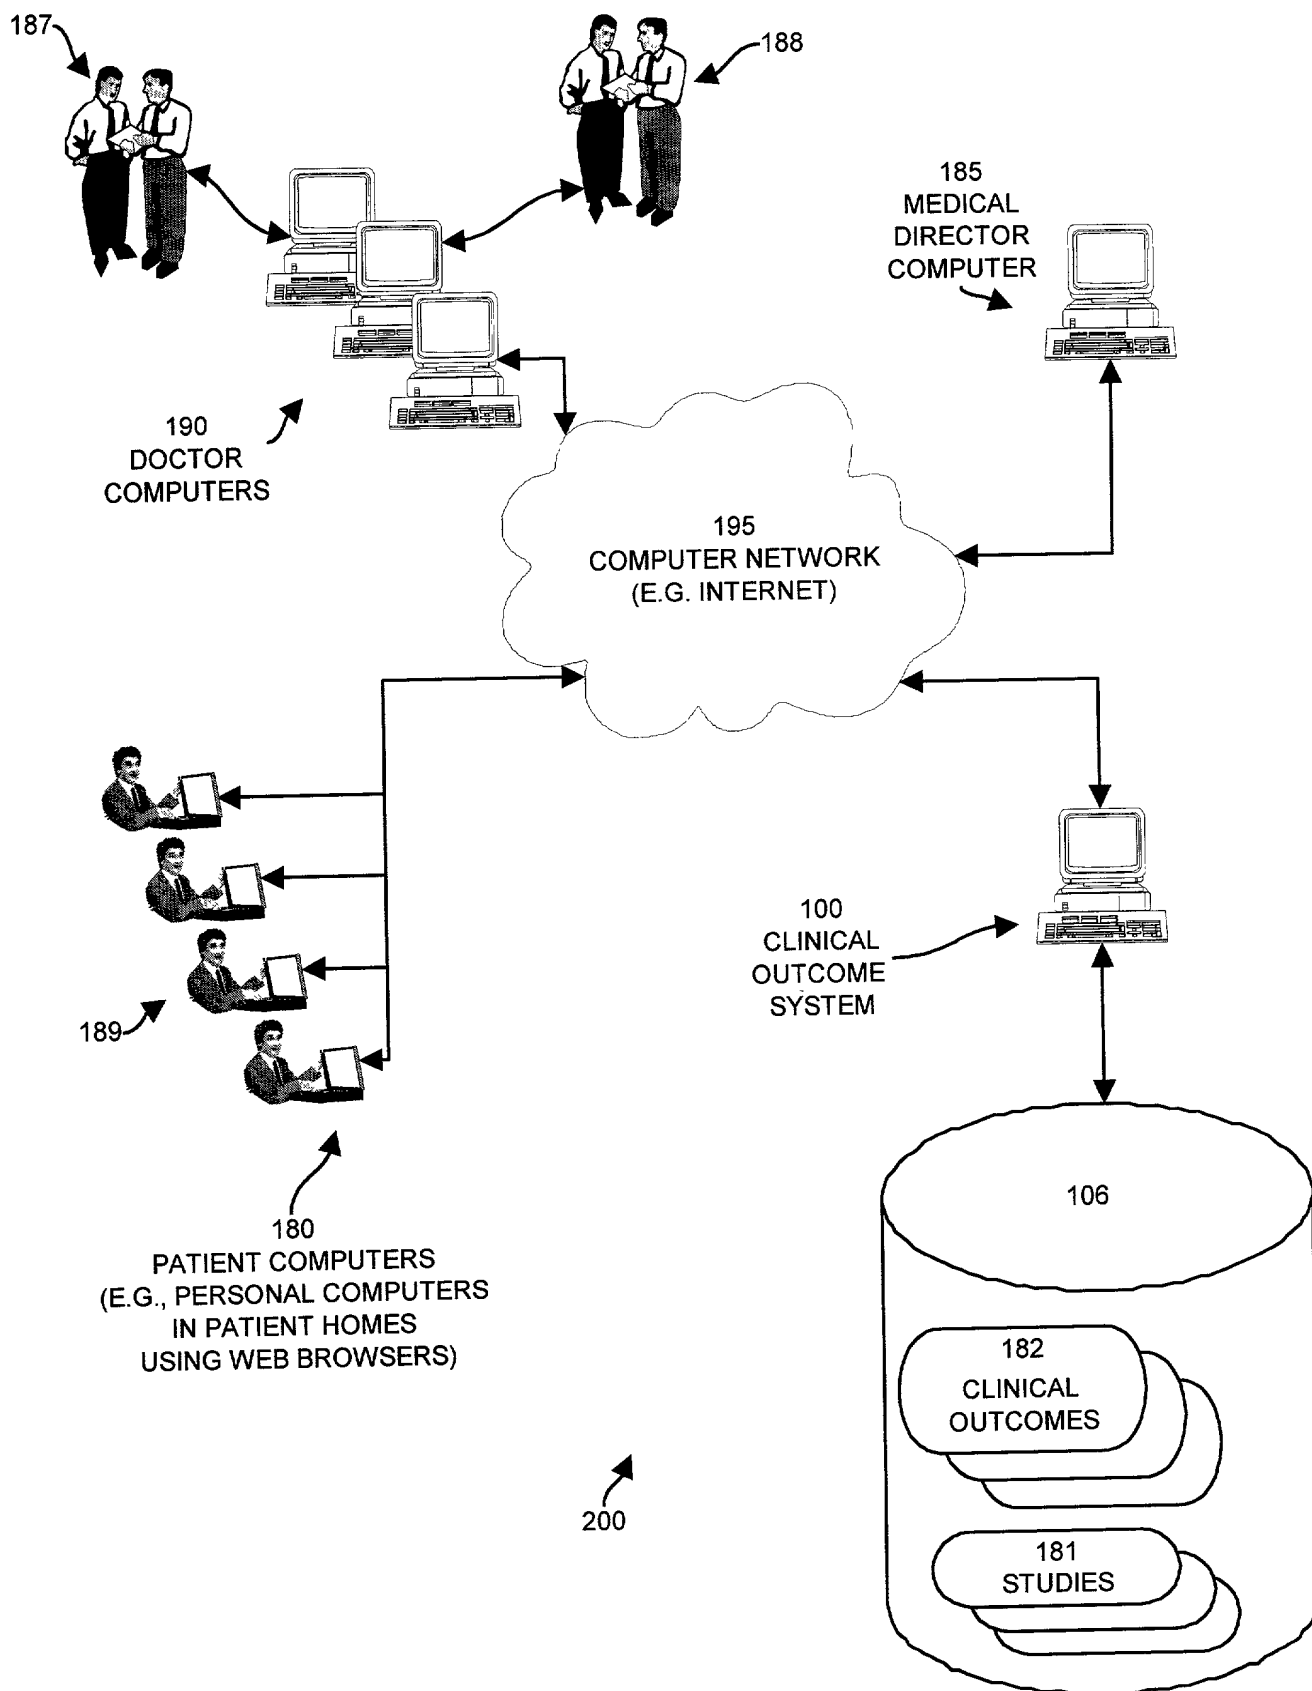 187
188
185
MEDICAL
DIRECTOR
COMPUTER
190
DOCTOR
COMPUTERS
195
COMPUTER NETWORK
(E.G. INTERNET)
100
CLINICAL
OUTCOME
SYSTEM
189
180
PATIENT COMPUTERS
(E.G., PERSONAL COMPUTERS
IN PATIENT HOMES
USING WEB BROWSERS)
106
182
CLINICAL
OUTCOMES
200
181
STUDIES